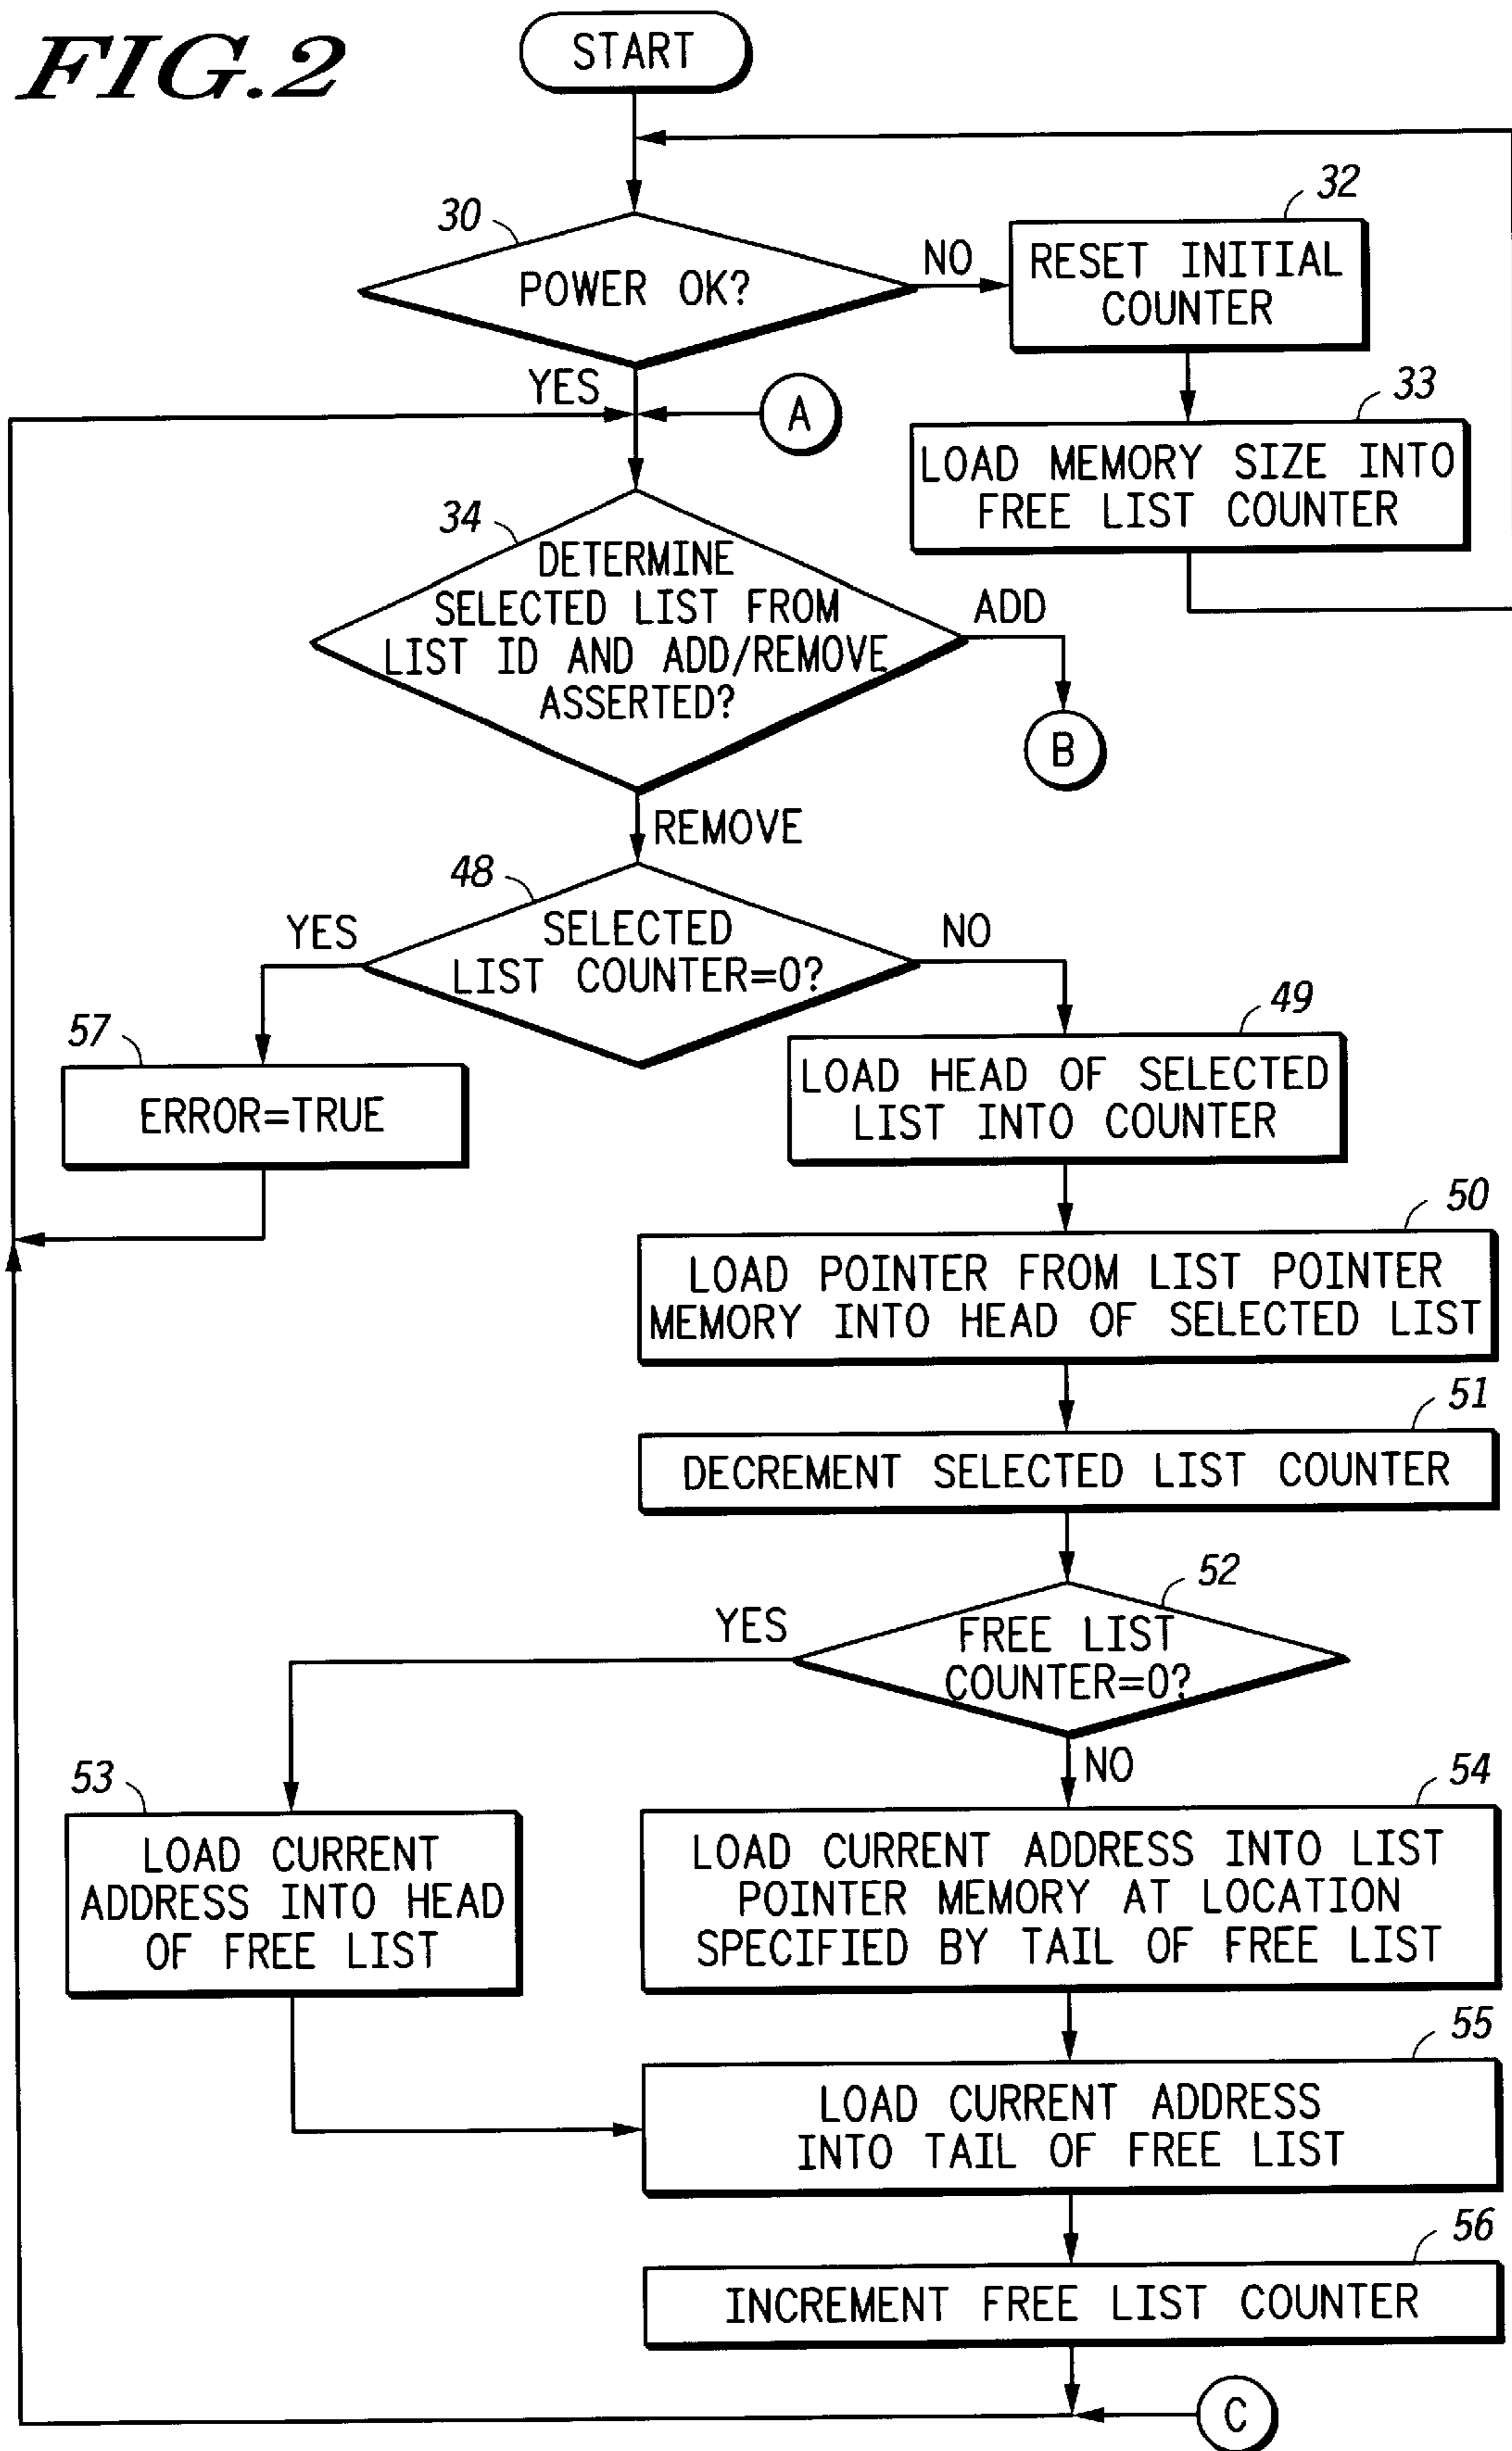 FIG.2
START
30
POWER OK?
NO
32
RESET INITIAL
COUNTER
YES
A
33
LOAD MEMORY SIZE INTO
FREE LIST COUNTER
34
DETERMINE
SELECTED LIST FROM
LIST ID AND ADD/REMOVE
ASSERTED?
ADD
B
REMOVE
48
SELECTED
LIST COUNTER=0?
YES
NO
57
ERROR=TRUE
49
LOAD HEAD OF SELECTED
LIST INTO COUNTER
50
LOAD POINTER FROM LIST POINTER
MEMORY INTO HEAD OF SELECTED LIST
51
DECREMENT SELECTED LIST COUNTER
52
FREE LIST
COUNTER=0?
YES
NO
53
LOAD CURRENT
ADDRESS INTO HEAD
OF FREE LIST
54
LOAD CURRENT ADDRESS INTO LIST
POINTER MEMORY AT LOCATION
SPECIFIED BY TAIL OF FREE LIST
55
LOAD CURRENT ADDRESS
INTO TAIL OF FREE LIST
56
INCREMENT FREE LIST COUNTER
C